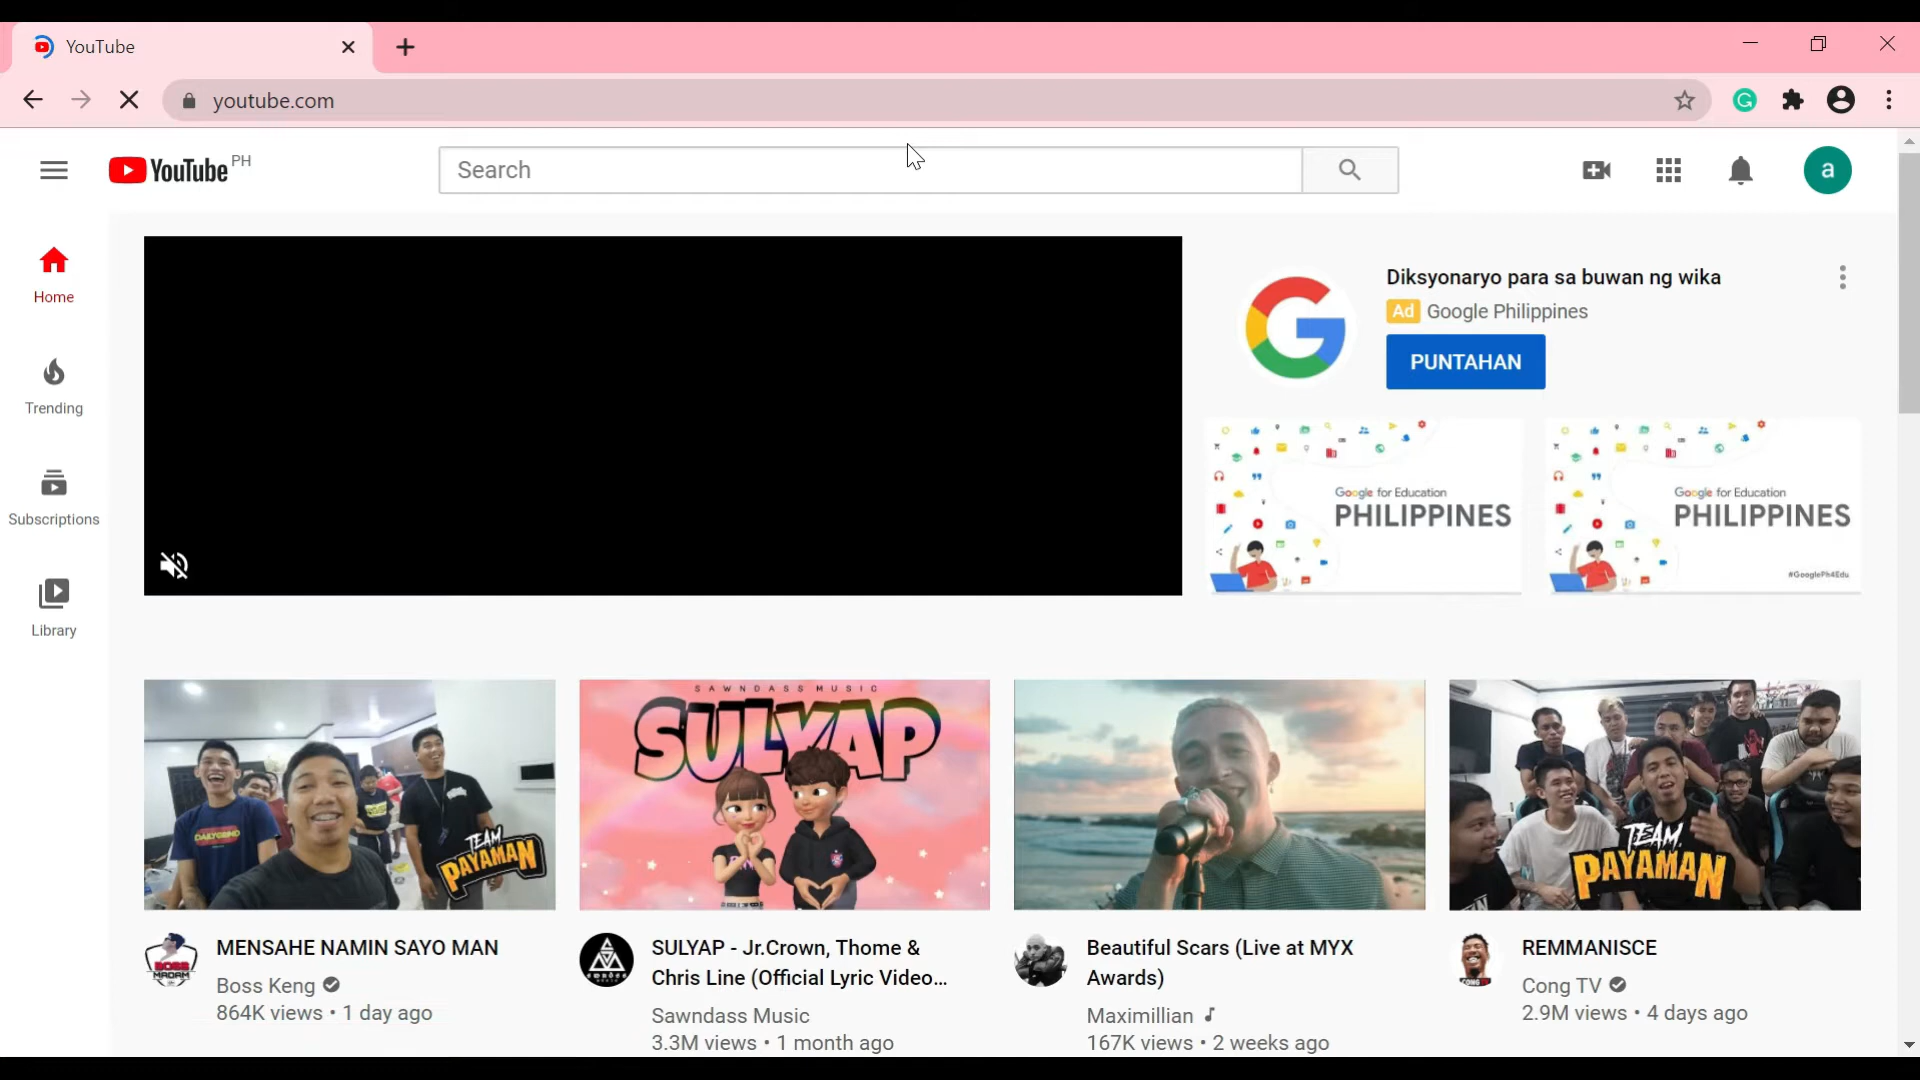 YouTube
youtube.com
YouTube PH
Search
a
Home
Trending
Subscriptions
Library
Diksyonaryo para sa buwan ng wika
Ad Google Philippines
PUNTAHAN
Google for Education
PHILIPPINES
Google for Education
PHILIPPINES
#GooglePh4Edu
DAILYGRIND
TEAM
PAYAMAN
SAWNDASS MUSIC
SULYAP
TEAM
PAYAMAN
MENSAHE NAMIN SAYO MAN
Boss Keng
864K views • 1 day ago
SULYAP - Jr.Crown, Thome &
Chris Line (Official Lyric Video...
Sawndass Music
3.3M views • 1 month ago
Beautiful Scars (Live at MYX
Awards)
Maximillian
167K views • 2 weeks ago
REMMANISCE
Cong TV
2.9M views • 4 days ago